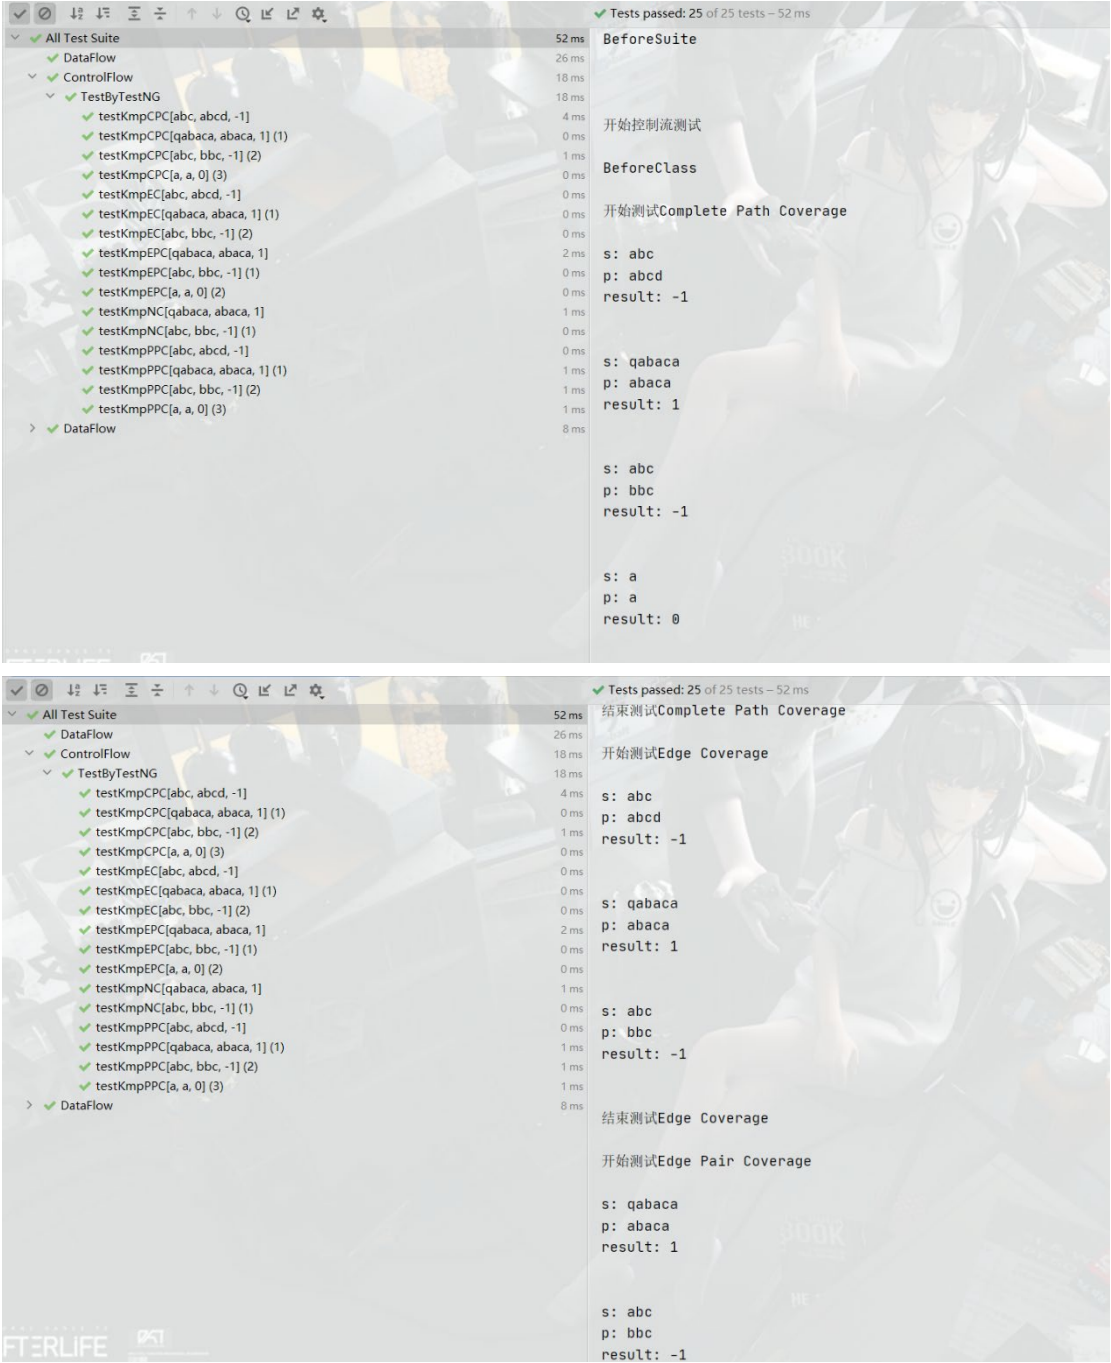 Tests passed: 25 of 25 tests – 52 ms
All Test Suite 52 ms
DataFlow 26 ms
ControlFlow 18 ms
TestByTestNG 18 ms
testKmpCPC[abc, abcd, -1] 4 ms
testKmpCPC[qabaca, abaca, 1] (1) 0 ms
testKmpCPC[abc, bbc, -1] (2) 1 ms
testKmpCPC[a, a, 0] (3) 0 ms
testKmpEC[abc, abcd, -1] 0 ms
testKmpEC[qabaca, abaca, 1] (1) 0 ms
testKmpEC[abc, bbc, -1] (2) 0 ms
testKmpEPC[qabaca, abaca, 1] 2 ms
testKmpEPC[abc, bbc, -1] (1) 0 ms
testKmpEPC[a, a, 0] (2) 0 ms
testKmpNC[qabaca, abaca, 1] 1 ms
testKmpNC[abc, bbc, -1] (1) 0 ms
testKmpPPC[abc, abcd, -1] 0 ms
testKmpPPC[qabaca, abaca, 1] (1) 1 ms
testKmpPPC[abc, bbc, -1] (2) 1 ms
testKmpPPC[a, a, 0] (3) 1 ms
DataFlow 8 ms
BeforeSuite
开始控制流测试
BeforeClass
开始测试Complete Path Coverage
s: abc
p: abcd
result: -1
s: qabaca
p: abaca
result: 1
s: abc
p: bbc
result: -1
s: a
p: a
result: 0
BOOK
HE
Tests passed: 25 of 25 tests – 52 ms
All Test Suite 52 ms
DataFlow 26 ms
ControlFlow 18 ms
TestByTestNG 18 ms
testKmpCPC[abc, abcd, -1] 4 ms
testKmpCPC[qabaca, abaca, 1] (1) 0 ms
testKmpCPC[abc, bbc, -1] (2) 1 ms
testKmpCPC[a, a, 0] (3) 0 ms
testKmpEC[abc, abcd, -1] 0 ms
testKmpEC[qabaca, abaca, 1] (1) 0 ms
testKmpEC[abc, bbc, -1] (2) 0 ms
testKmpEPC[qabaca, abaca, 1] 2 ms
testKmpEPC[abc, bbc, -1] (1) 0 ms
testKmpEPC[a, a, 0] (2) 0 ms
testKmpNC[qabaca, abaca, 1] 1 ms
testKmpNC[abc, bbc, -1] (1) 0 ms
testKmpPPC[abc, abcd, -1] 0 ms
testKmpPPC[qabaca, abaca, 1] (1) 1 ms
testKmpPPC[abc, bbc, -1] (2) 1 ms
testKmpPPC[a, a, 0] (3) 1 ms
DataFlow 8 ms
结束测试Complete Path Coverage
开始测试Edge Coverage
s: abc
p: abcd
result: -1
s: qabaca
p: abaca
result: 1
s: abc
p: bbc
result: -1
结束测试Edge Coverage
开始测试Edge Pair Coverage
s: qabaca
p: abaca
result: 1
s: abc
p: bbc
result: -1
BOOK
HE
FTERLIFE